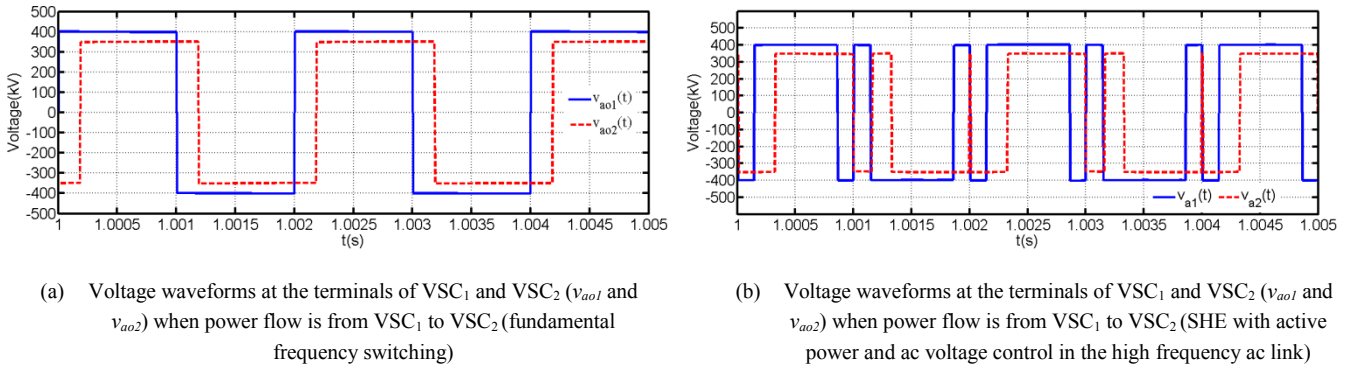 500
400
300
200
100
0
-100
-200
-300
-400
-500
Voltage(kV)
1 1.0005 1.001 1.0015 1.002 1.0025 1.003 1.0035 1.004 1.0045 1.005
t(s)
v_ao1(t)
v_ao2(t)
(a) Voltage waveforms at the terminals of VSC₁ and VSC₂ (v_ao1 and
v_ao2) when power flow is from VSC₁ to VSC₂ (fundamental
frequency switching)
500
400
300
200
100
0
-100
-200
-300
-400
-500
Voltage(kV)
v_a1(t) v_a2(t)
1 1.0005 1.001 1.0015 1.002 1.0025 1.003 1.0035 1.004 1.0045 1.005
t(s)
(b) Voltage waveforms at the terminals of VSC₁ and VSC₂ (v_ao1 and
v_ao2) when power flow is from VSC₁ to VSC₂ (SHE with active
power and ac voltage control in the high frequency ac link)